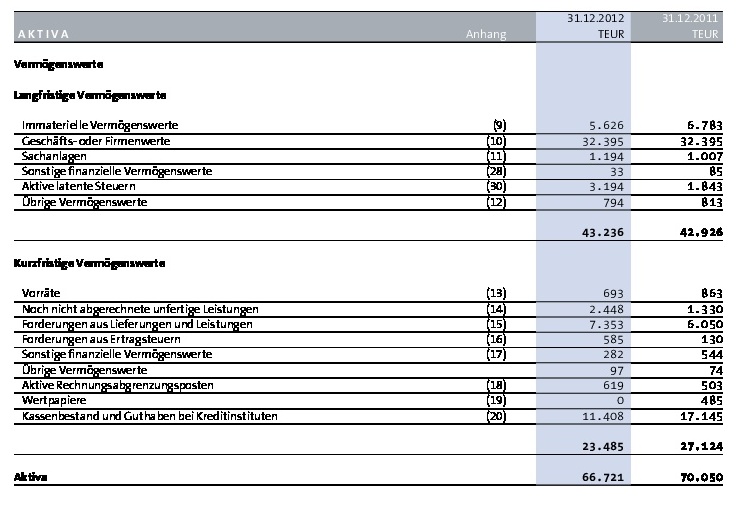 31.12.2012 31.12.2011
AKTIVA Anhang TEUR TEUR
Vermögenswerte
Langfristige Vermögenswerte
Immaterielle Vermögenswerte (9) 5.626 6.783
Geschäfts- oder Firmenwerte (10) 32.395 32.395
Sachanlagen (11) 1.194 1.007
Sonstige finanzielle Vermögenswerte (28) 33 85
Aktive latente Steuern (30) 3.194 1.843
Übrige Vermögenswerte (12) 794 813
43.236 42.926
Kurzfristige Vermögenswerte
Vorräte (13) 693 863
Noch nicht abgerechnete unfertige Leistungen (14) 2.448 1.330
Forderungen aus Lieferungen und Leistungen (15) 7.353 6.050
Forderungen aus Ertragsteuern (16) 585 130
Sonstige finanzielle Vermögenswerte (17) 282 544
Übrige Vermögenswerte 97 74
Aktive Rechnungsabgrenzungsposten (18) 619 503
Wertpapiere (19) 0 485
Kassenbestand und Guthaben bei Kreditinstituten (20) 11.408 17.145
23.485 27.124
Aktiva 66.721 70.050